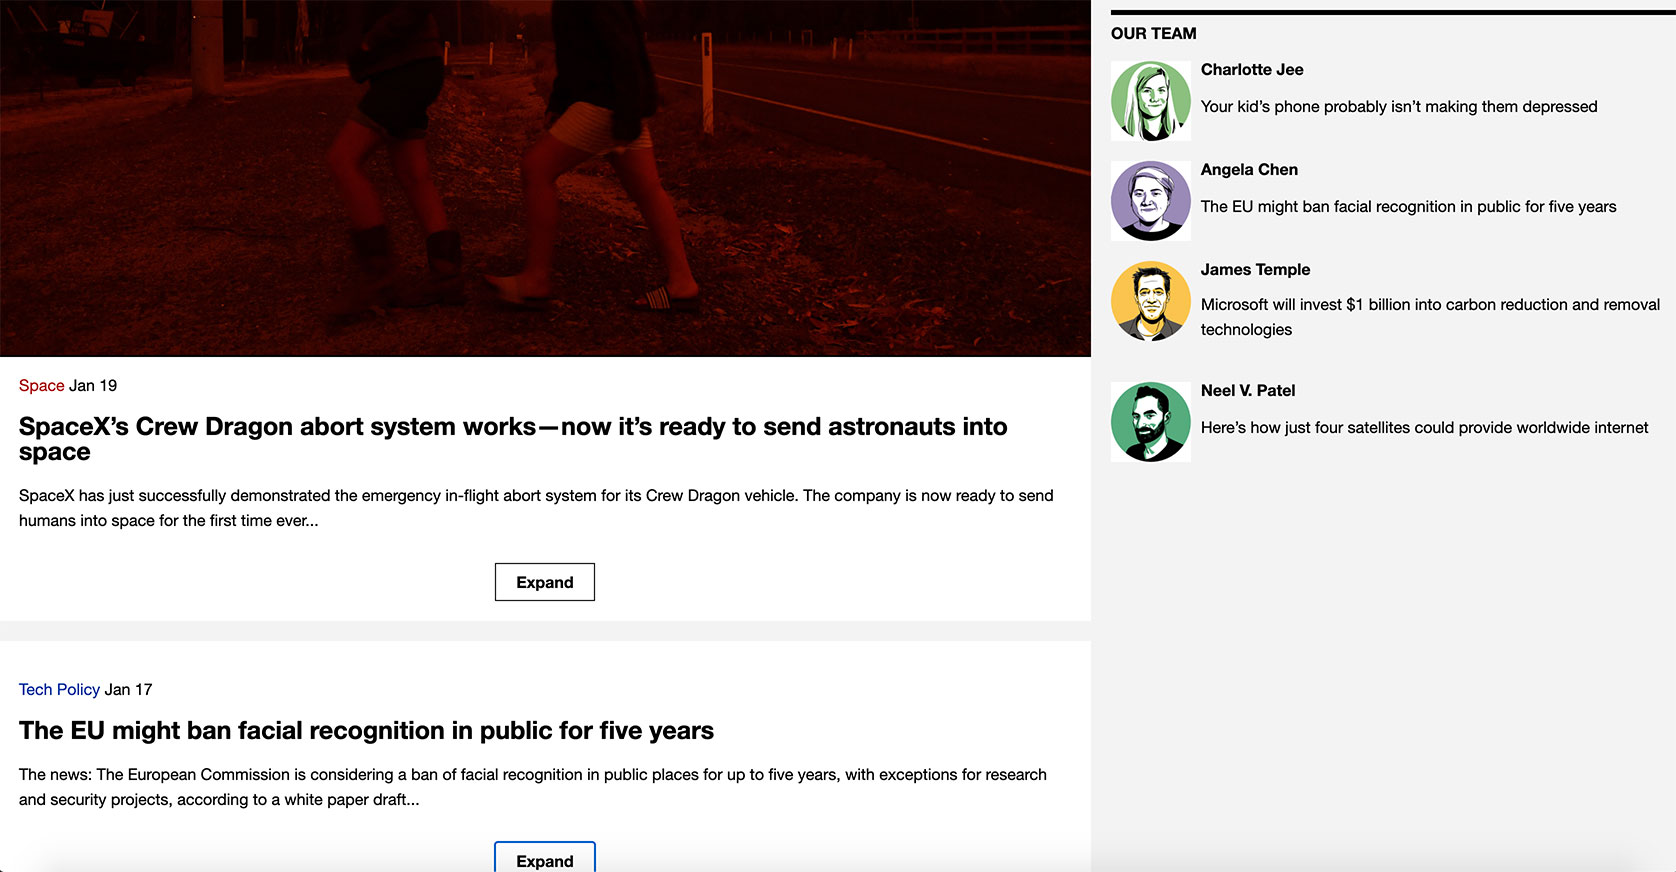 Space Jan 19
SpaceX’s Crew Dragon abort system works—now it’s ready to send astronauts into
space
SpaceX has just successfully demonstrated the emergency in-flight abort system for its Crew Dragon vehicle. The company is now ready to send
humans into space for the first time ever...
Expand
Tech Policy Jan 17
The EU might ban facial recognition in public for five years
The news: The European Commission is considering a ban of facial recognition in public places for up to five years, with exceptions for research
and security projects, according to a white paper draft...
Expand
OUR TEAM
Charlotte Jee
Your kid’s phone probably isn’t making them depressed
Angela Chen
The EU might ban facial recognition in public for five years
James Temple
Microsoft will invest $1 billion into carbon reduction and removal
technologies
Neel V. Patel
Here’s how just four satellites could provide worldwide internet